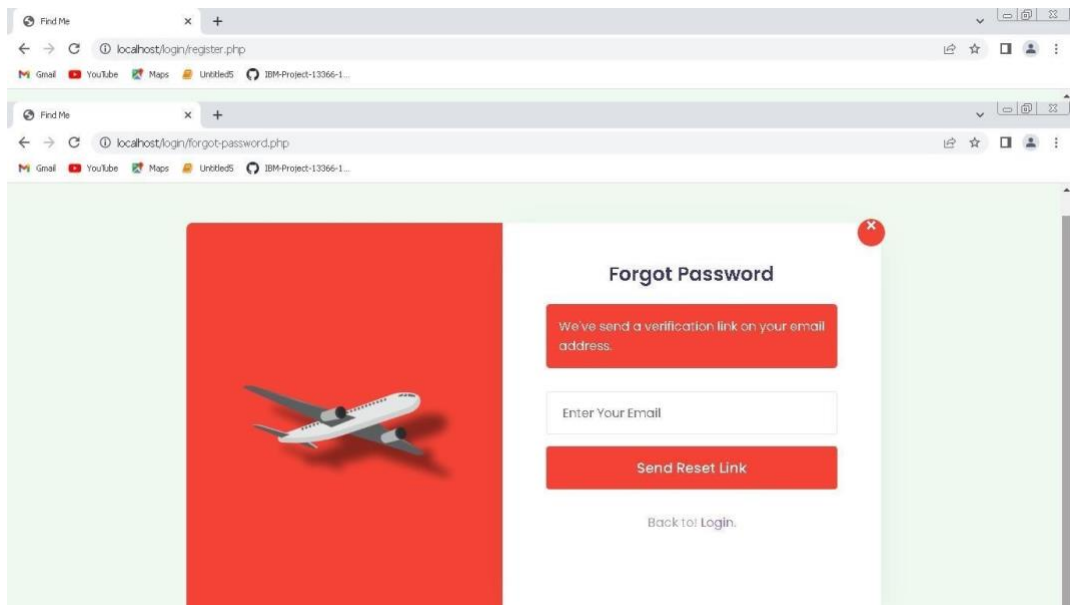 Find Me
localhost/login/register.php
Gmail YouTube Maps Untitled5 IBM-Project-13366-1...
Find Me
localhost/login/forgot-password.php
Gmail YouTube Maps Untitled5 IBM-Project-13366-1...
Forgot Password
We've send a verification link on your email
address.
Enter Your Email
Send Reset Link
Back to! Login.